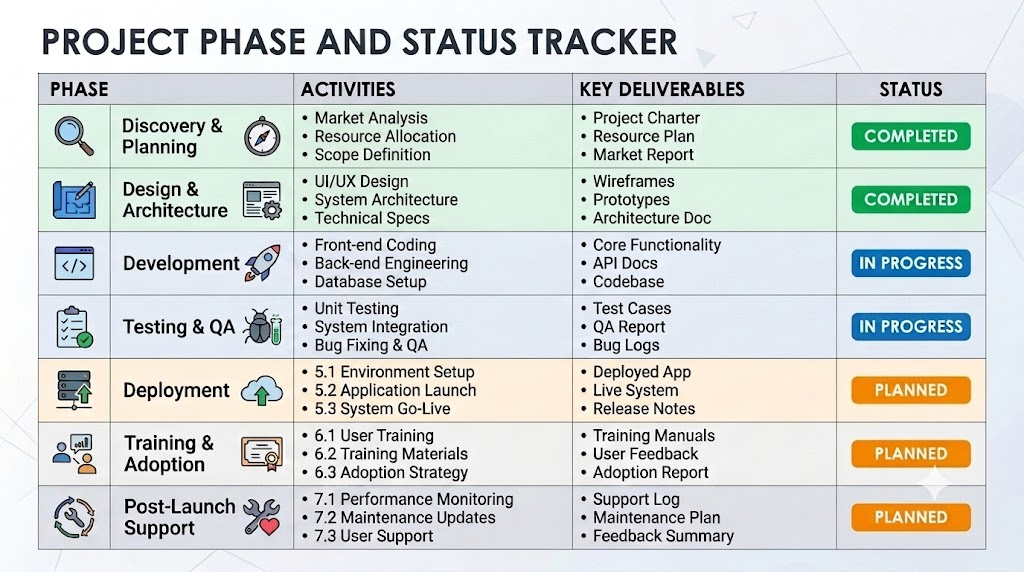 PROJECT PHASE AND STATUS TRACKER
PHASE
ACTIVITIES
KEY DELIVERABLES
STATUS
Discovery &
Planning
• Market Analysis
• Resource Allocation
• Scope Definition
• Project Charter
• Resource Plan
• Market Report
COMPLETED
Design &
Architecture
• UI/UX Design
• System Architecture
• Technical Specs
• Wireframes
• Prototypes
• Architecture Doc
COMPLETED
</>
Development
• Front-end Coding
• Back-end Engineering
• Database Setup
• Core Functionality
• API Docs
• Codebase
IN PROGRESS
Testing & QA
• Unit Testing
• System Integration
• Bug Fixing & QA
• Test Cases
• QA Report
• Bug Logs
IN PROGRESS
Deployment
• 5.1 Environment Setup
• 5.2 Application Launch
• 5.3 System Go-Live
• Deployed App
• Live System
• Release Notes
PLANNED
Training &
Adoption
• 6.1 User Training
• 6.2 Training Materials
• 6.3 Adoption Strategy
• Training Manuals
• User Feedback
• Adoption Report
PLANNED
Post-Launch
Support
• 7.1 Performance Monitoring
• 7.2 Maintenance Updates
• 7.3 User Support
• Support Log
• Maintenance Plan
• Feedback Summary
PLANNED